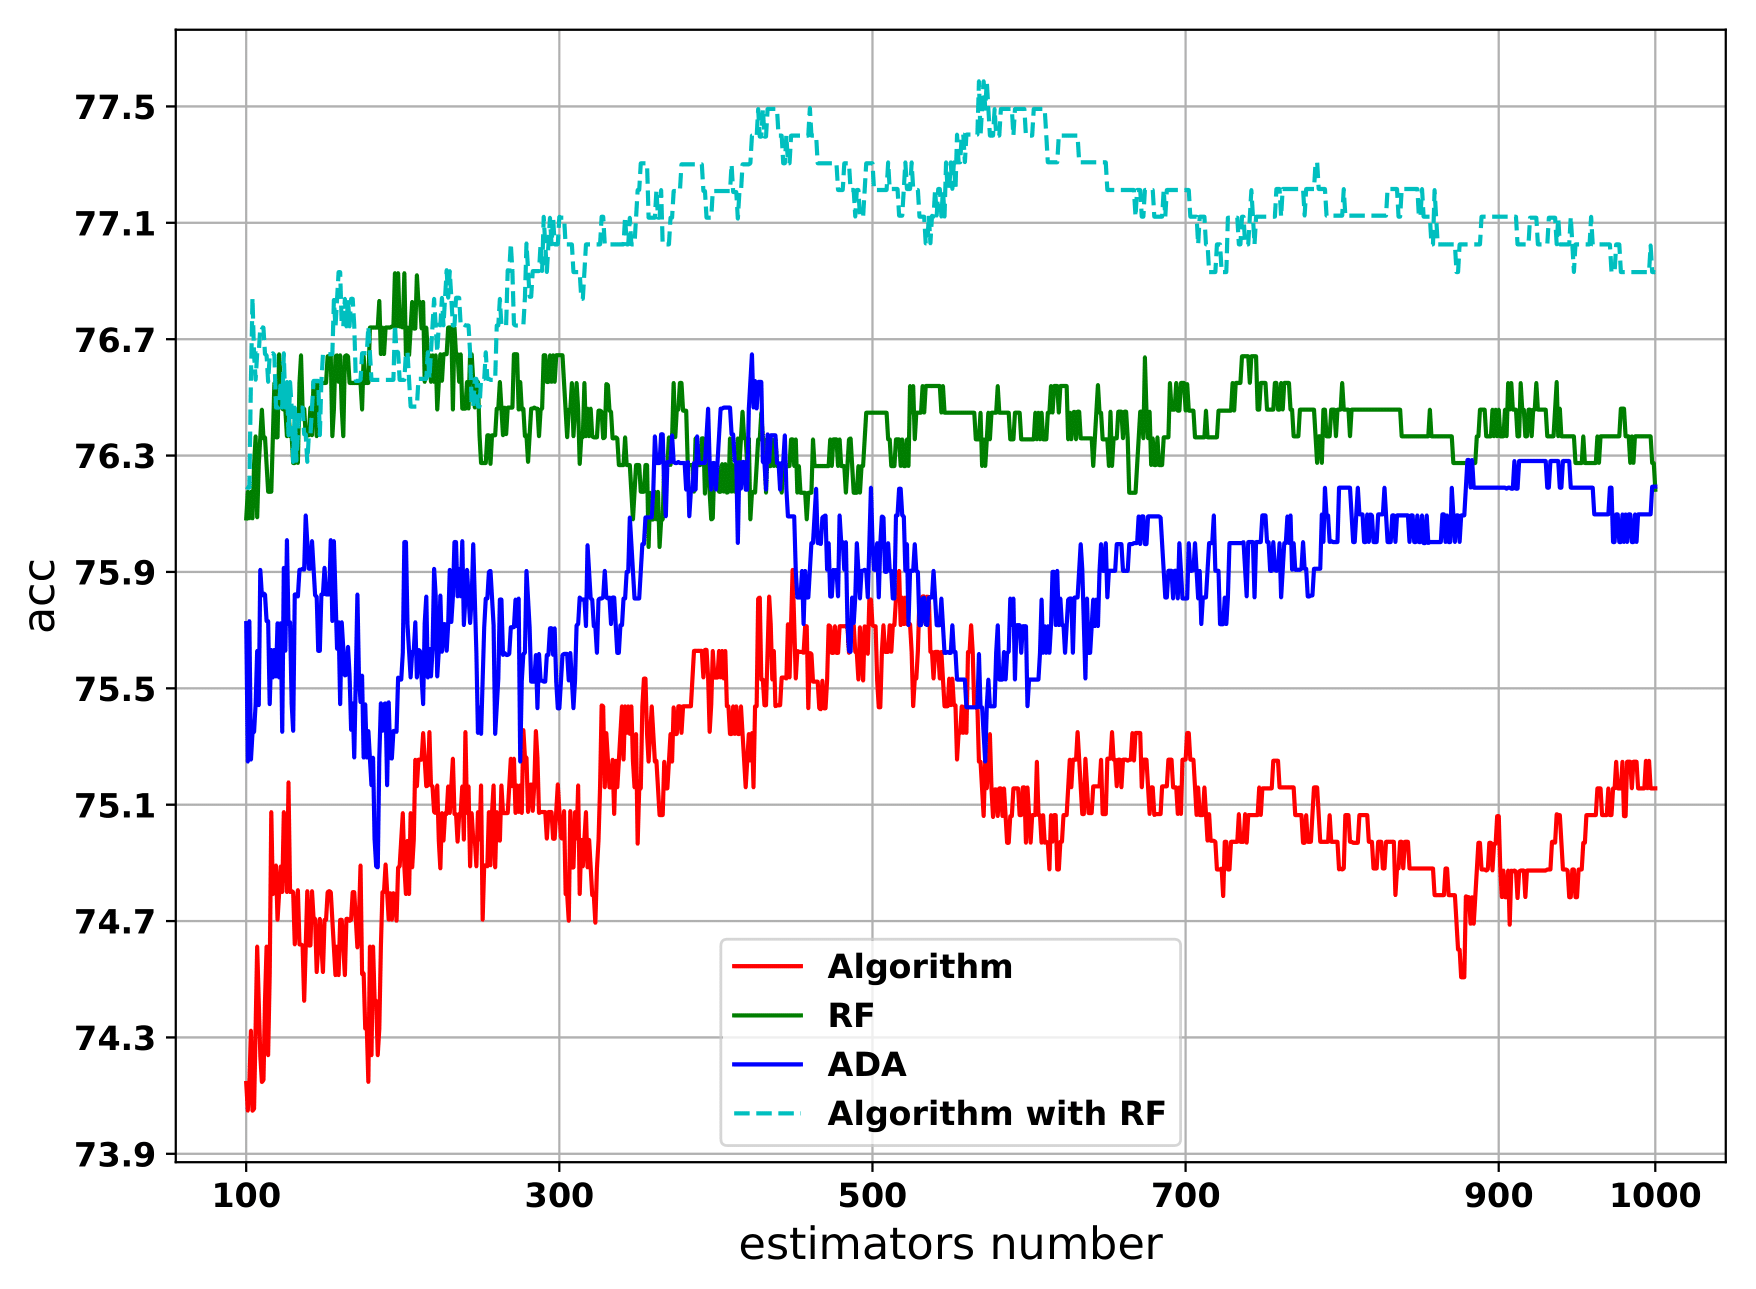 77.5
77.1
76.7
76.3
75.9
75.5
75.1
74.7
74.3
73.9
acc
Algorithm
RF
ADA
Algorithm with RF
100 300 500 700 900 1000
estimators number